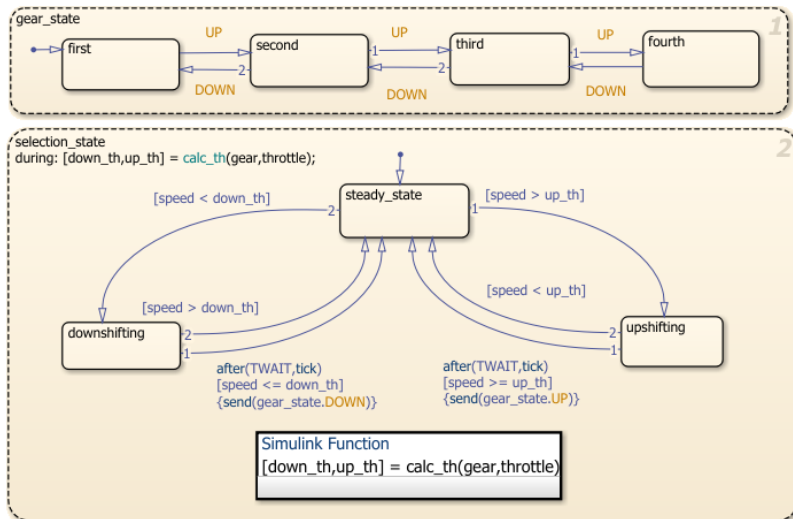 gear_state
1
first
UP
second
1
UP
third
1
UP
fourth
2
DOWN
2
DOWN
DOWN
selection_state
2
during: [down_th,up_th] = calc_th(gear,throttle);
steady_state
[speed < down_th]
2
1
[speed > up_th]
[speed > down_th]
[speed < up_th]
downshifting
2
1
2
1
upshifting
after(TWAIT,tick)
[speed <= down_th]
{send(gear_state.DOWN)}
after(TWAIT,tick)
[speed >= up_th]
{send(gear_state.UP)}
Simulink Function
[down_th,up_th] = calc_th(gear,throttle)